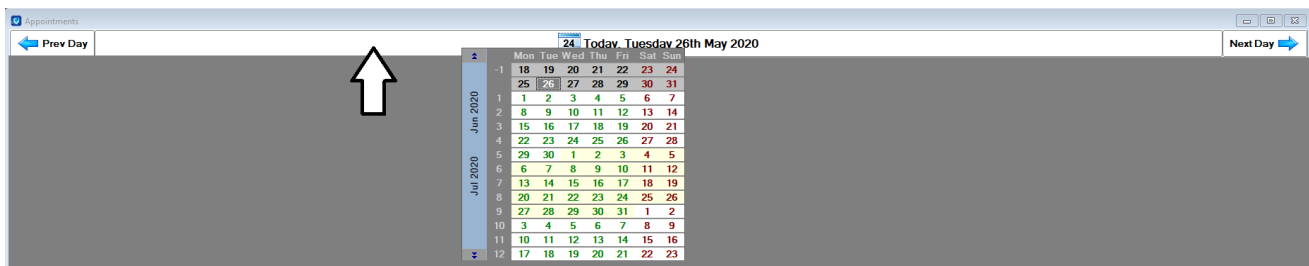 Appointments
Prev Day
24 Today, Tuesday 26th May 2020
Next Day
Mon Tue Wed Thu Fri Sat Sun
-1 18 19 20 21 22 23 24
25 26 27 28 29 30 31
Jun 2020
1 1 2 3 4 5 6 7
2 8 9 10 11 12 13 14
3 15 16 17 18 19 20 21
4 22 23 24 25 26 27 28
Jul 2020
5 29 30 1 2 3 4 5
6 6 7 8 9 10 11 12
7 13 14 15 16 17 18 19
8 20 21 22 23 24 25 26
9 27 28 29 30 31 1 2
10 3 4 5 6 7 8 9
11 10 11 12 13 14 15 16
12 17 18 19 20 21 22 23